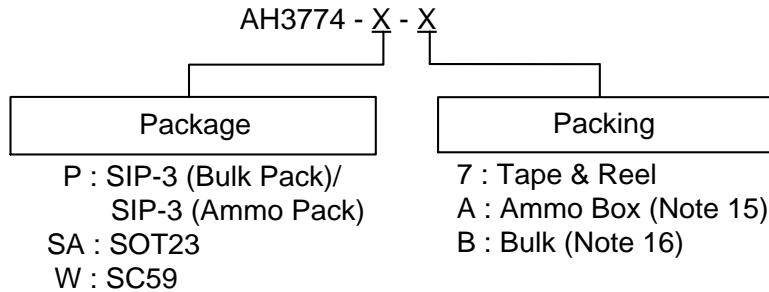 AH3774 - X - X
Package
Packing
P : SIP-3 (Bulk Pack)/
SIP-3 (Ammo Pack)
SA : SOT23
W : SC59
7 : Tape & Reel
A : Ammo Box (Note 15)
B : Bulk (Note 16)